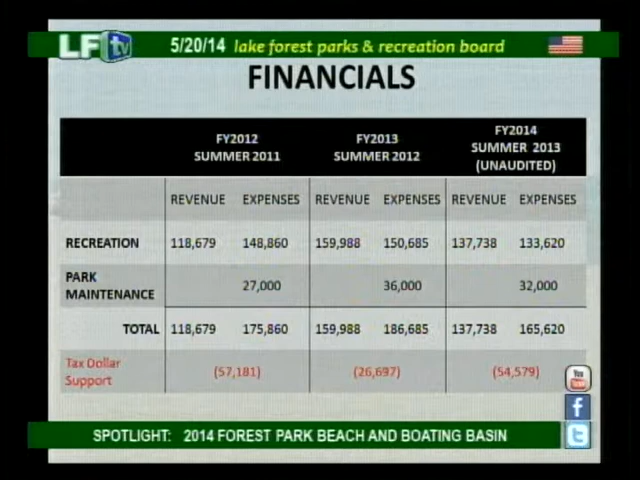 LFtv
5/20/14 lake forest parks & recreation board
FINANCIALS
FY2012 SUMMER 2011 FY2013 SUMMER 2012 FY2014 SUMMER 2013 (UNAUDITED)
REVENUE EXPENSES REVENUE EXPENSES REVENUE EXPENSES
RECREATION 118,679 148,860 159,988 150,685 137,738 133,620
PARK MAINTENANCE 27,000 36,000 32,000
TOTAL 118,679 175,860 159,988 186,685 137,738 165,620
Tax Dollar Support (57,181) (26,697) (54,579)
You Tube
f
t
SPOTLIGHT: 2014 FOREST PARK BEACH AND BOATING BASIN